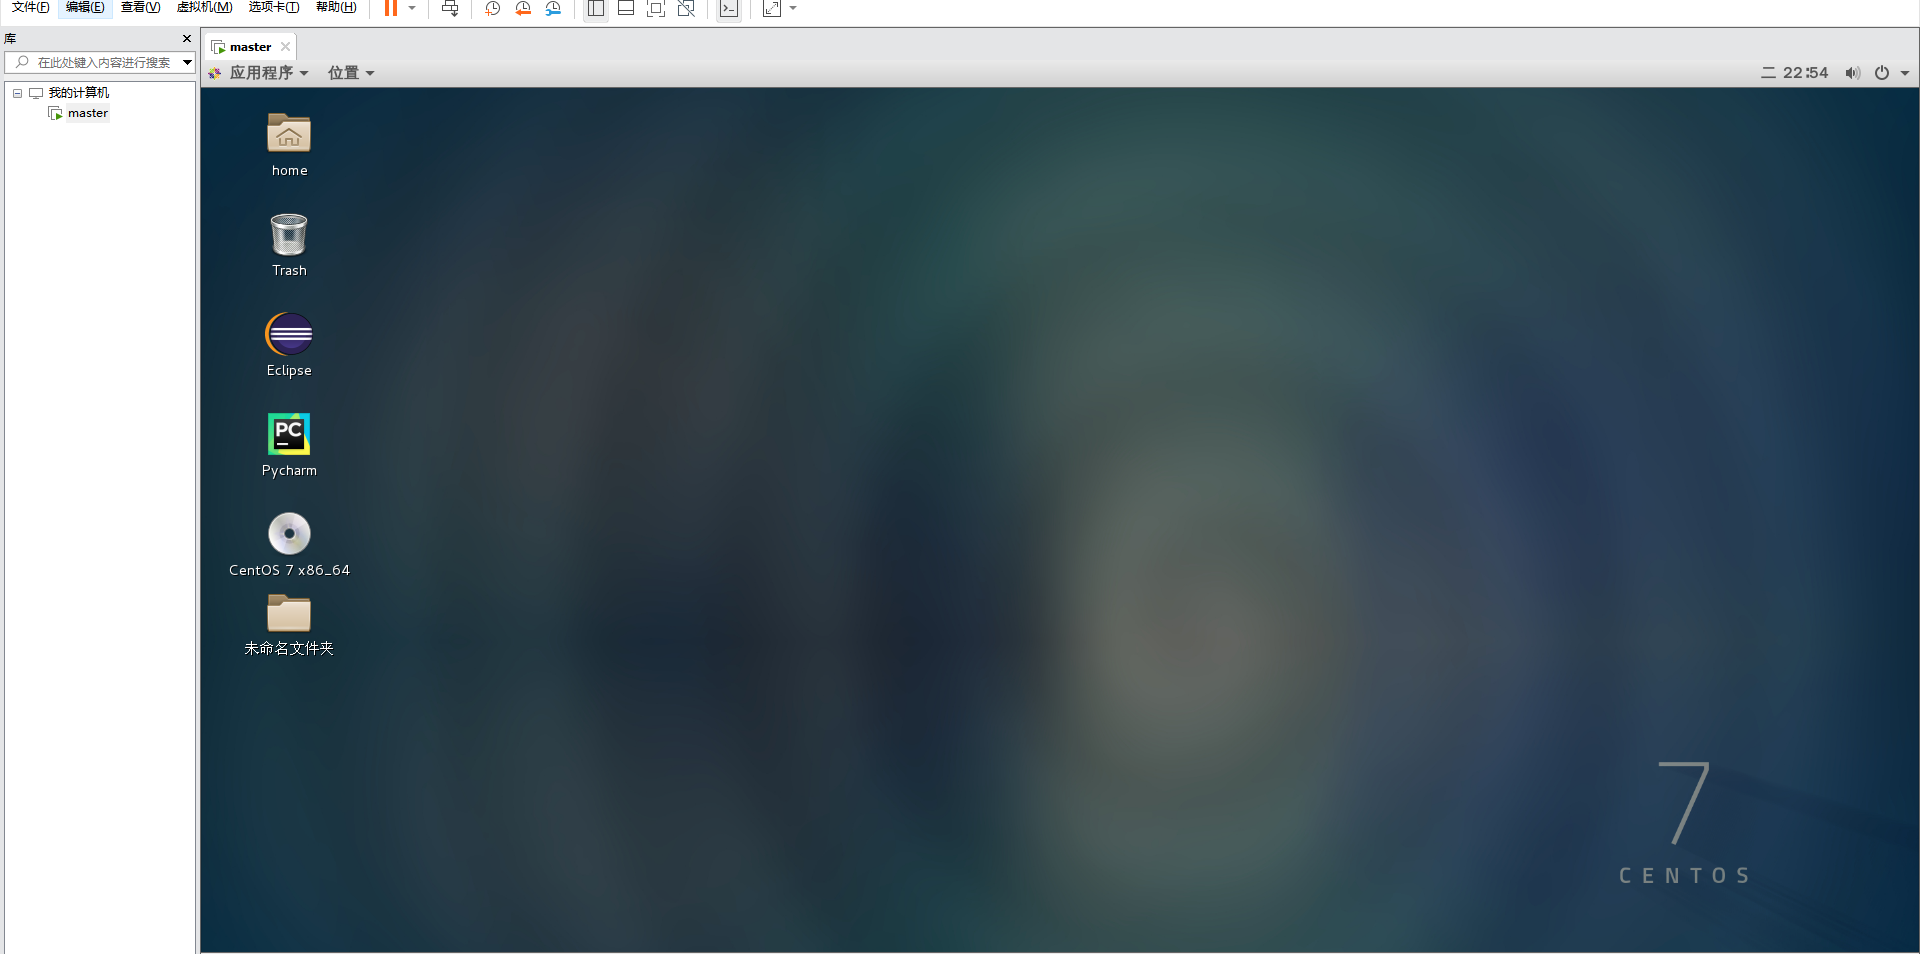 文件(F) 编辑(E) 查看(V) 虚拟机(M) 选项卡(T) 帮助(H)
库
在此处键入内容进行搜索
我的计算机
master
master
应用程序 位置 二 22:54
home
Trash
Eclipse
PC
Pycharm
CentOS 7 x86_64
未命名文件夹
7
CENTOS